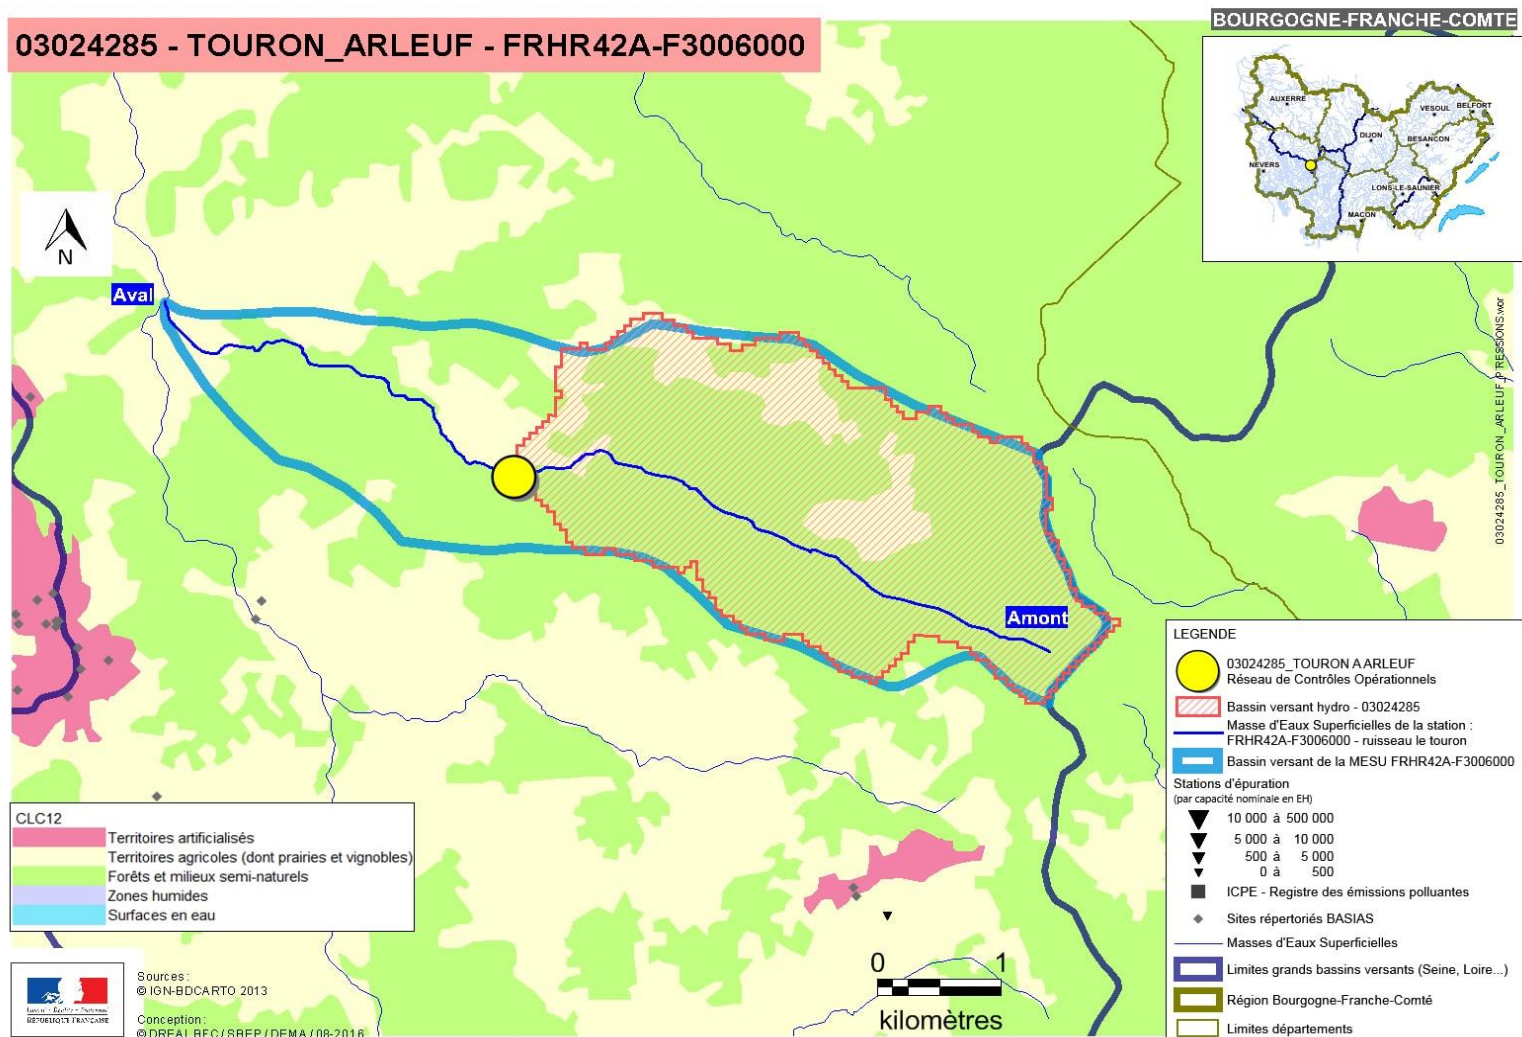 03024285 - TOURON_ARLEUF - FRHR42A-F3006000
BOURGOGNE-FRANCHE-COMTE
AUXERRE
VESOUL
BELFORT
DIJON
BESANCON
NEVERS
LONS-LE-SAUNIER
MACON
N
Aval
Amont
03024285_TOURON_ARLEUF_PRESSIONS.wor
LEGENDE
03024285_TOURON A ARLEUF
Réseau de Contrôles Opérationnels
Bassin versant hydro - 03024285
Masse d'Eaux Superficielles de la station :
FRHR42A-F3006000 - ruisseau le touron
Bassin versant de la MESU FRHR42A-F3006000
Stations d'épuration
(par capacité nominale en EH)
10 000 à 500 000
5 000 à 10 000
500 à 5 000
0 à 500
ICPE - Registre des émissions polluantes
Sites répertoriés BASIAS
Masses d'Eaux Superficielles
Limites grands bassins versants (Seine, Loire...)
Région Bourgogne-Franche-Comté
Limites départements
CLC12
Territoires artificialisés
Territoires agricoles (dont prairies et vignobles)
Forêts et milieux semi-naturels
Zones humides
Surfaces en eau
0 1
kilomètres
Liberté • Égalité • Fraternité
RÉPUBLIQUE FRANÇAISE
Sources :
© IGN-BDCARTO 2013
Conception :
© DREAL BFC / SBEP / DEMA / 08-2016